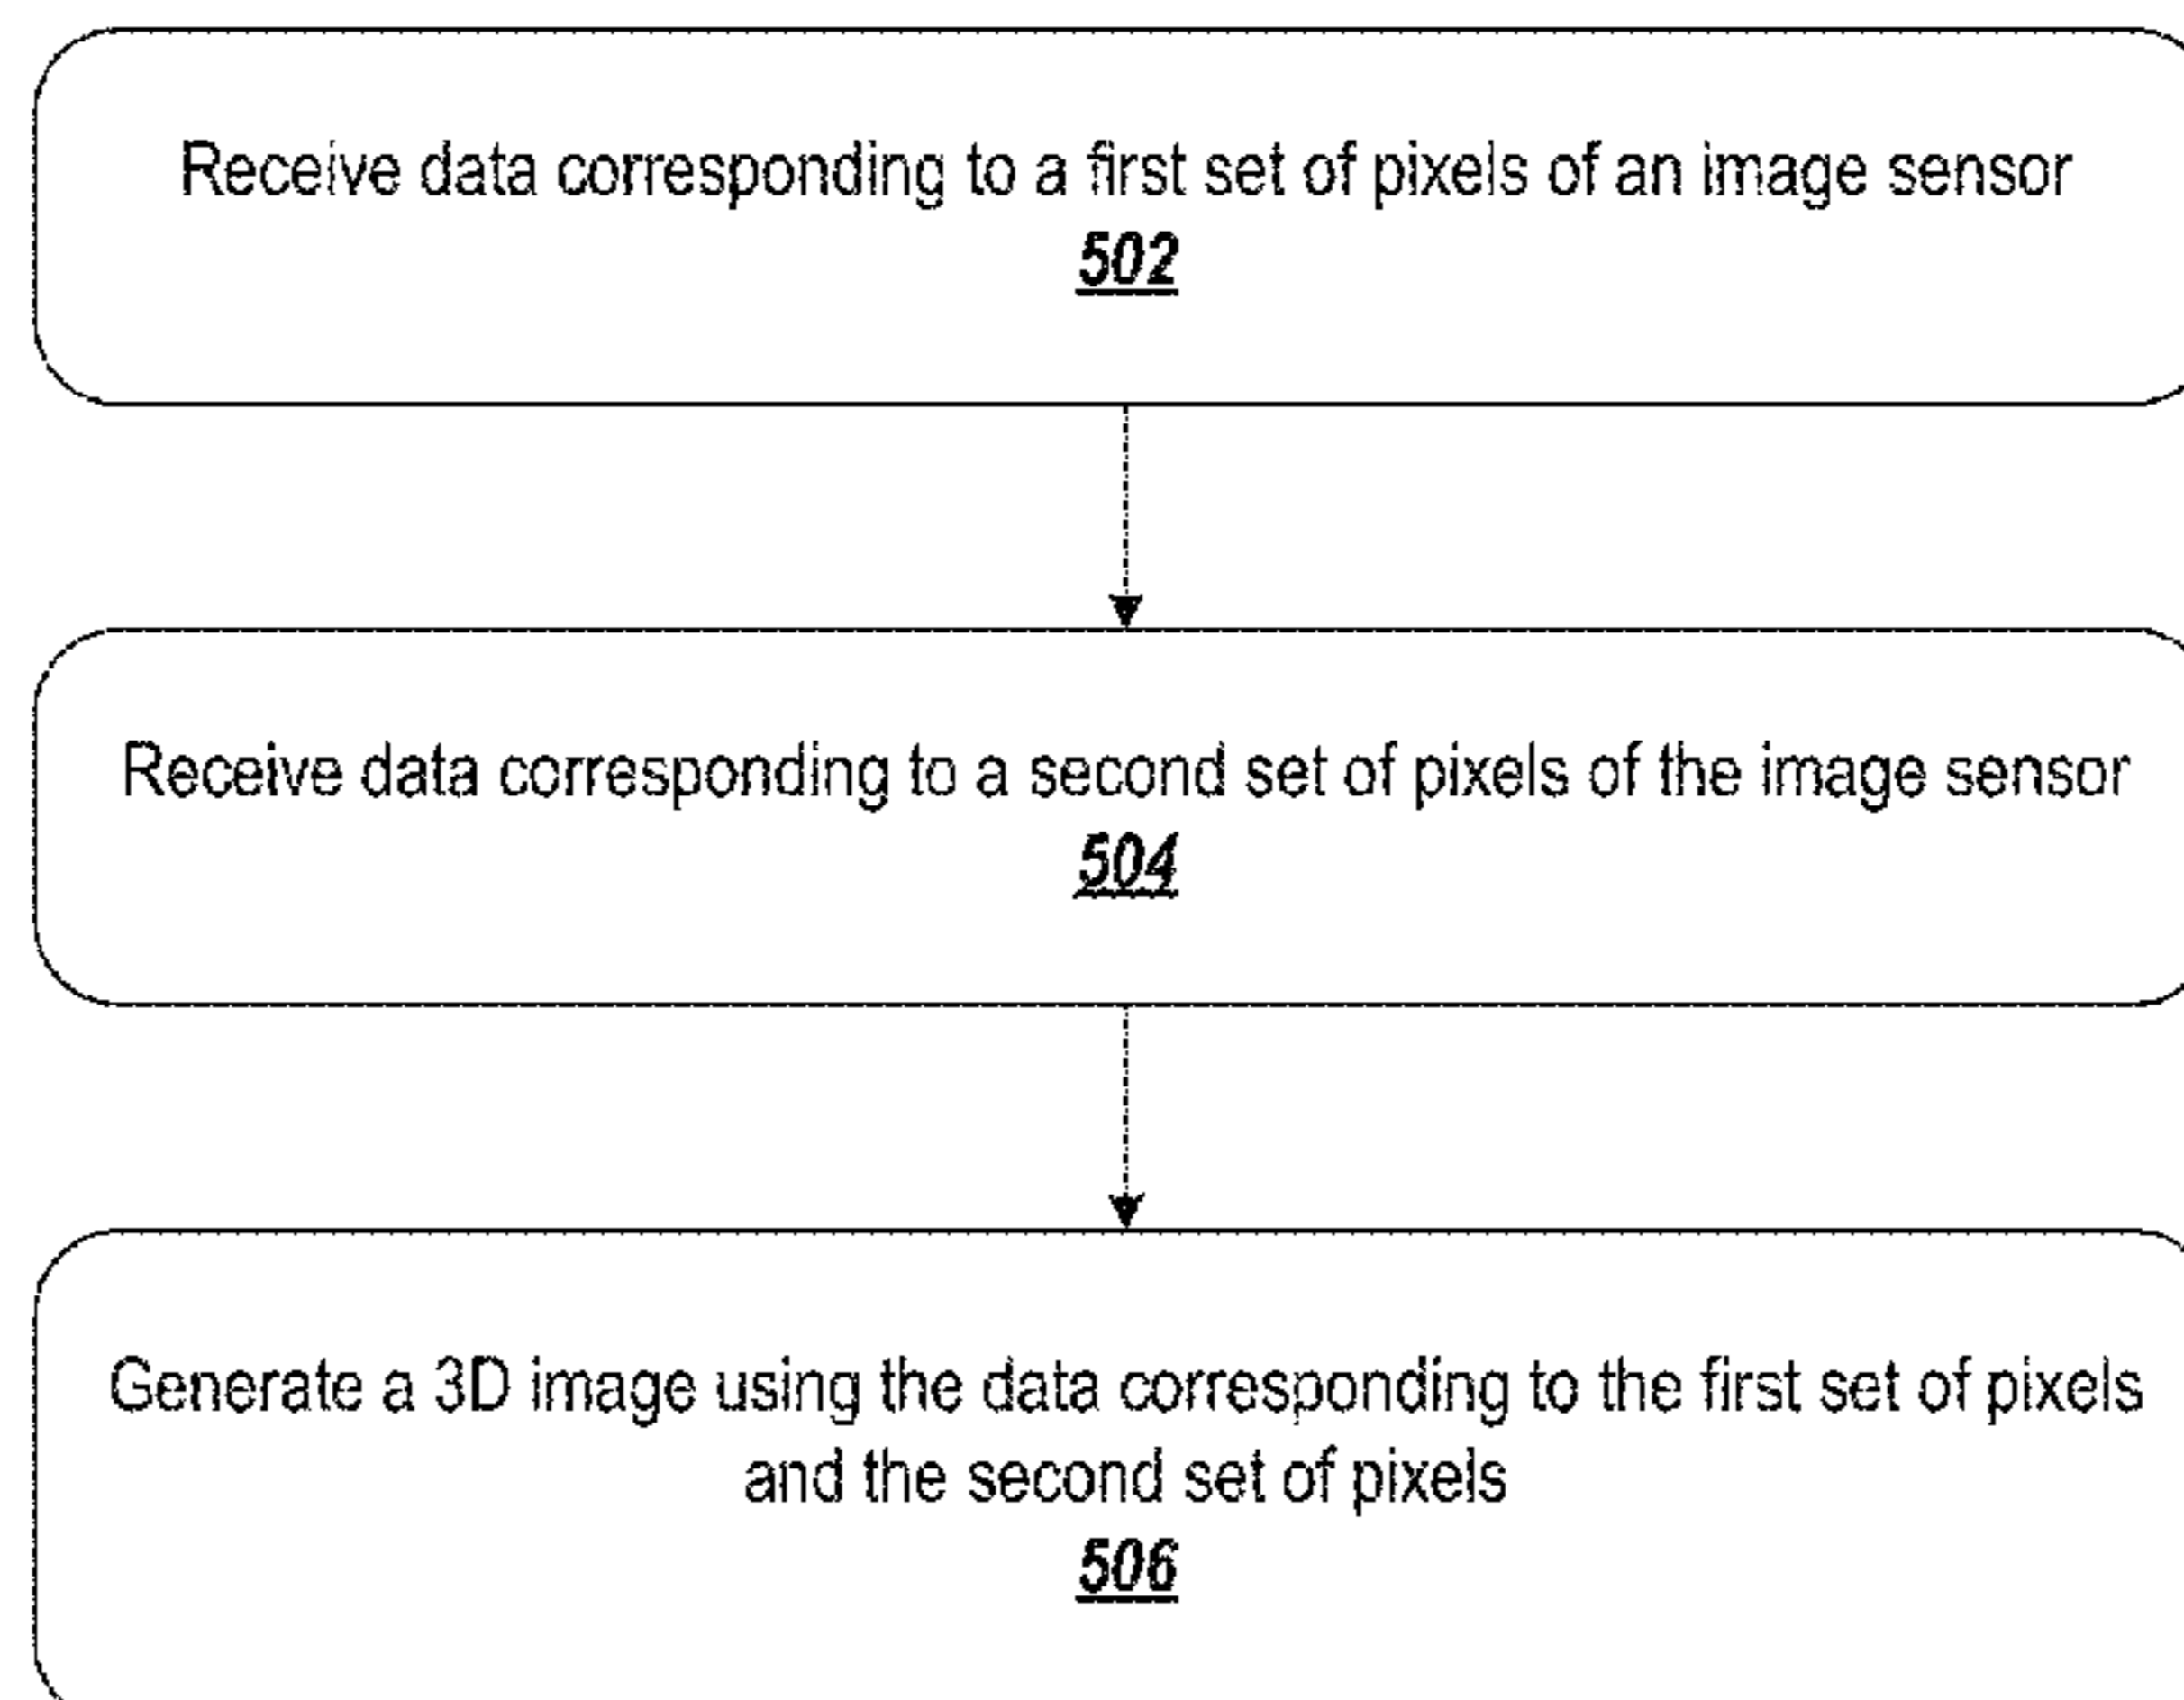 Receive data corresponding to a first set of pixels of an image sensor
502
Receive data corresponding to a second set of pixels of the image sensor
504
Generate a 3D image using the data corresponding to the first set of pixels
and the second set of pixels
506